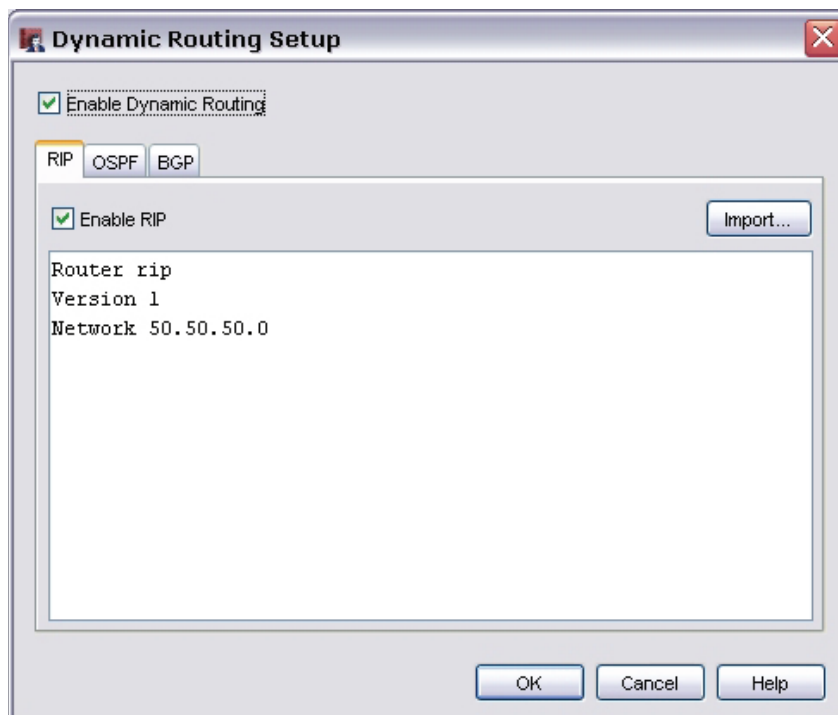 Dynamic Routing Setup
Enable Dynamic Routing
RIP OSPF BGP
Enable RIP Import...
Router rip
Version 1
Network 50.50.50.0
OK Cancel Help